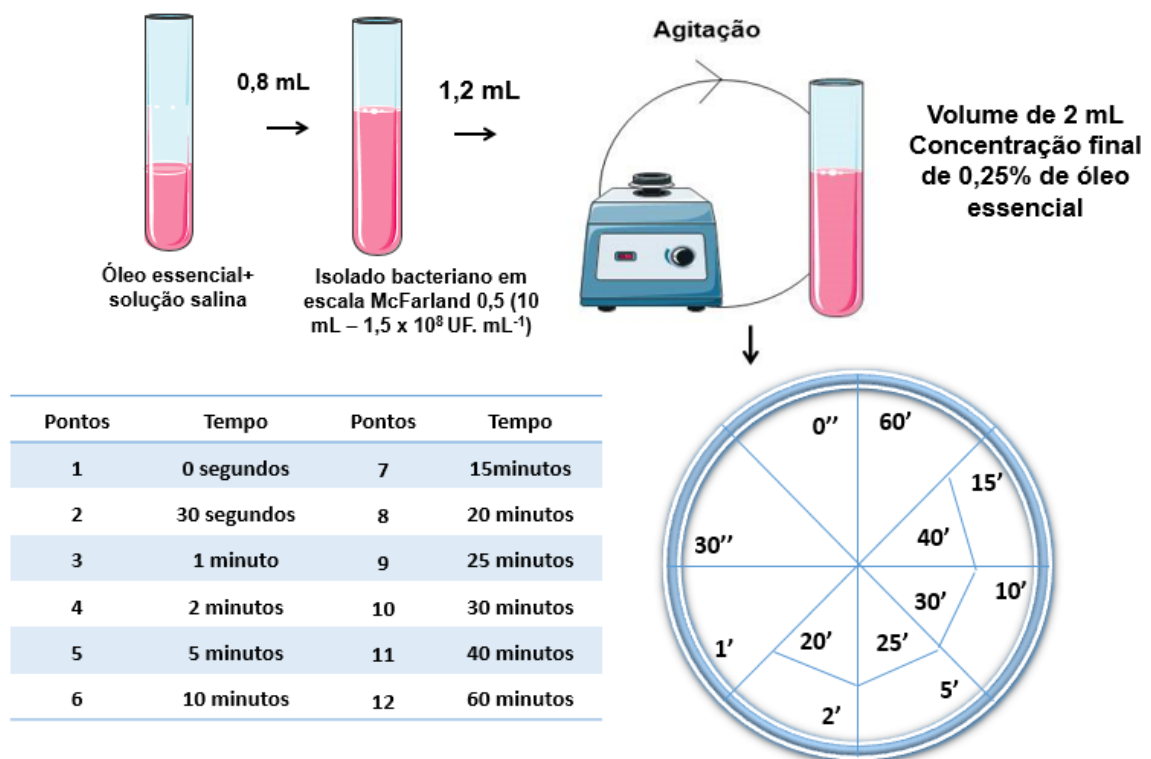 Agitação
0,8 mL
1,2 mL
Volume de 2 mL
Concentração final
de 0,25% de óleo
essencial
Óleo essencial+
solução salina
Isolado bacteriano em
escala McFarland 0,5 (10
mL – 1,5 x 10⁸ UF. mL⁻¹)
Pontos Tempo Pontos Tempo
1 0 segundos 7 15minutos
2 30 segundos 8 20 minutos
3 1 minuto 9 25 minutos
4 2 minutos 10 30 minutos
5 5 minutos 11 40 minutos
6 10 minutos 12 60 minutos
0’’ 60’
15’
40’
30’’
10’
30’
1’ 20’ 25’
5’
2’